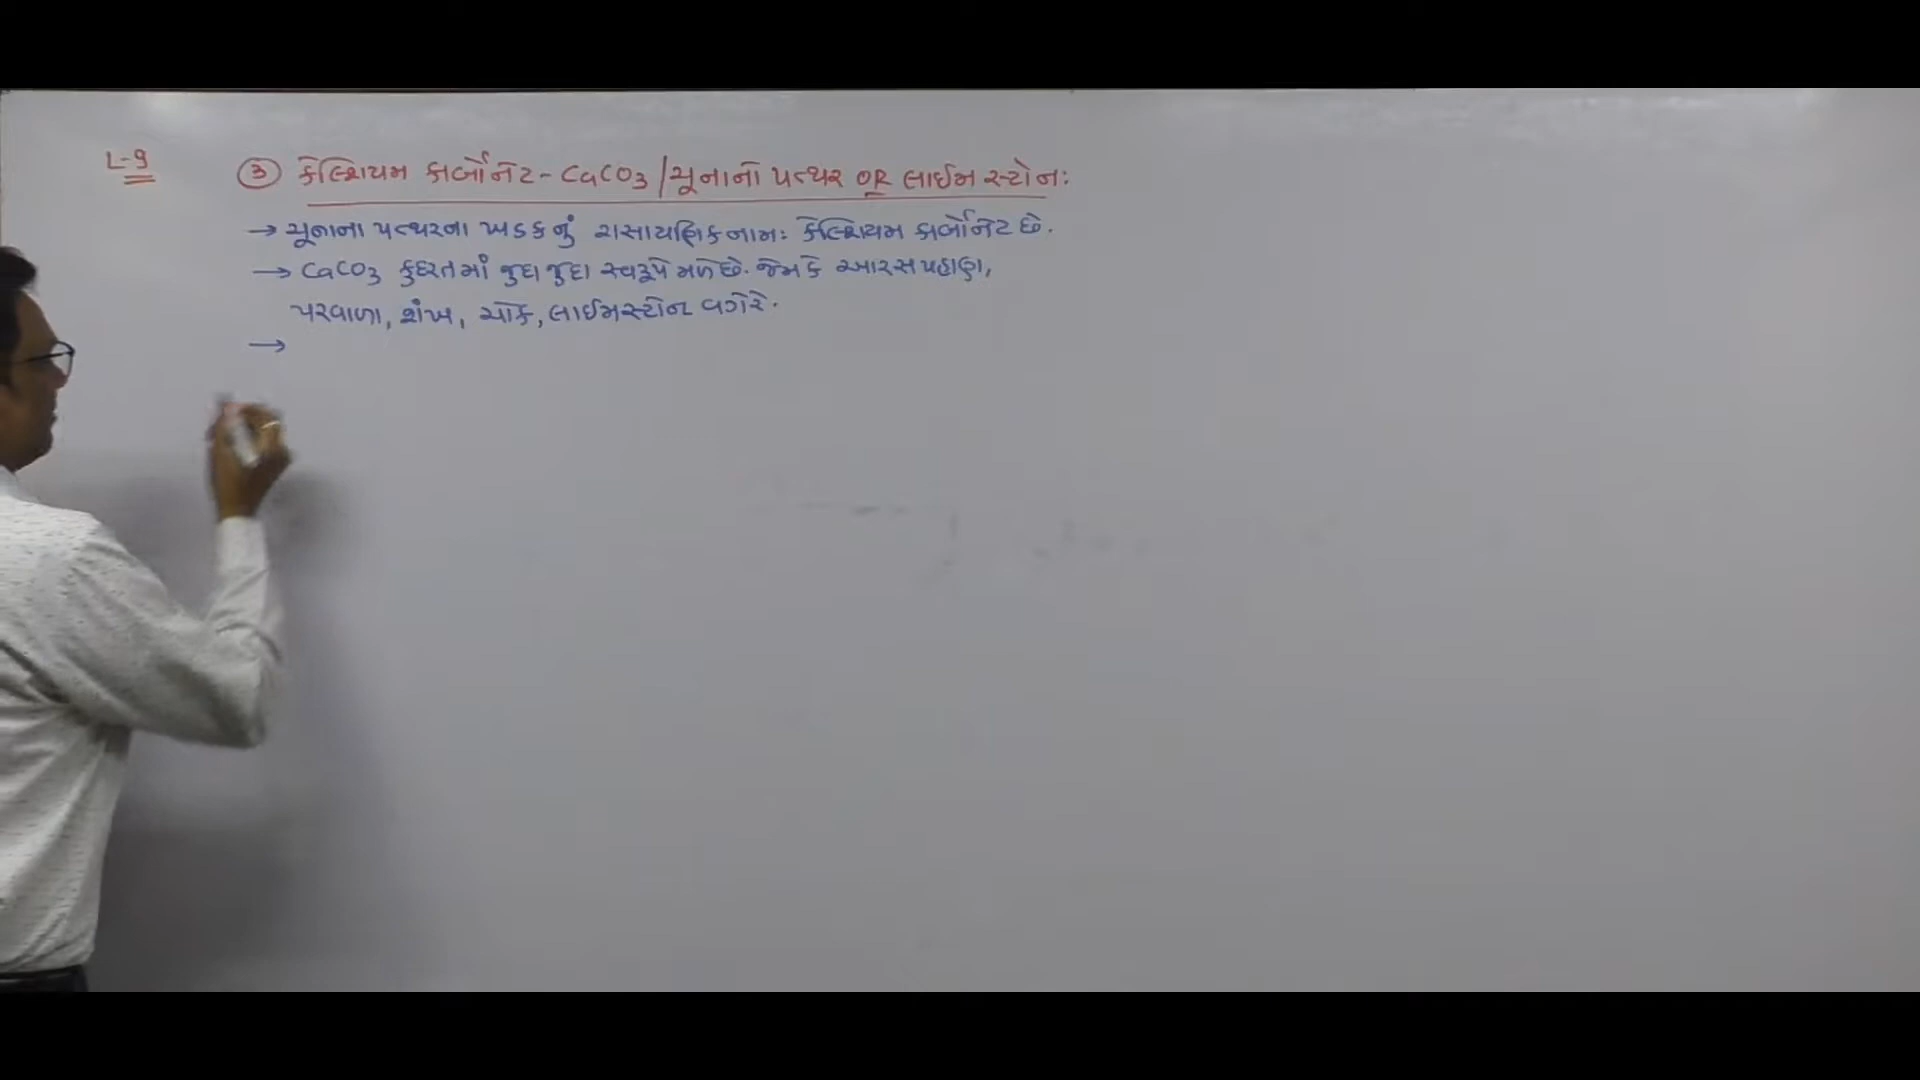 L-9
③ કેલ્શિયમ કાર્બોનેટ - CaCO3 / ચૂનાનો પત્થર OR લાઈમ સ્ટોન:
→ ચૂનાના પત્થરના ખડકનું રાસાયણિક નામ: કેલ્શિયમ કાર્બોનેટ છે.
→ CaCO3 કુદરતમાં જુદા જુદા સ્વરૂપે મળે છે. જેમ કે આરસપહાણ,
પરવાળા, શંખ, ચોક, લાઈમસ્ટોન વગેરે.
→